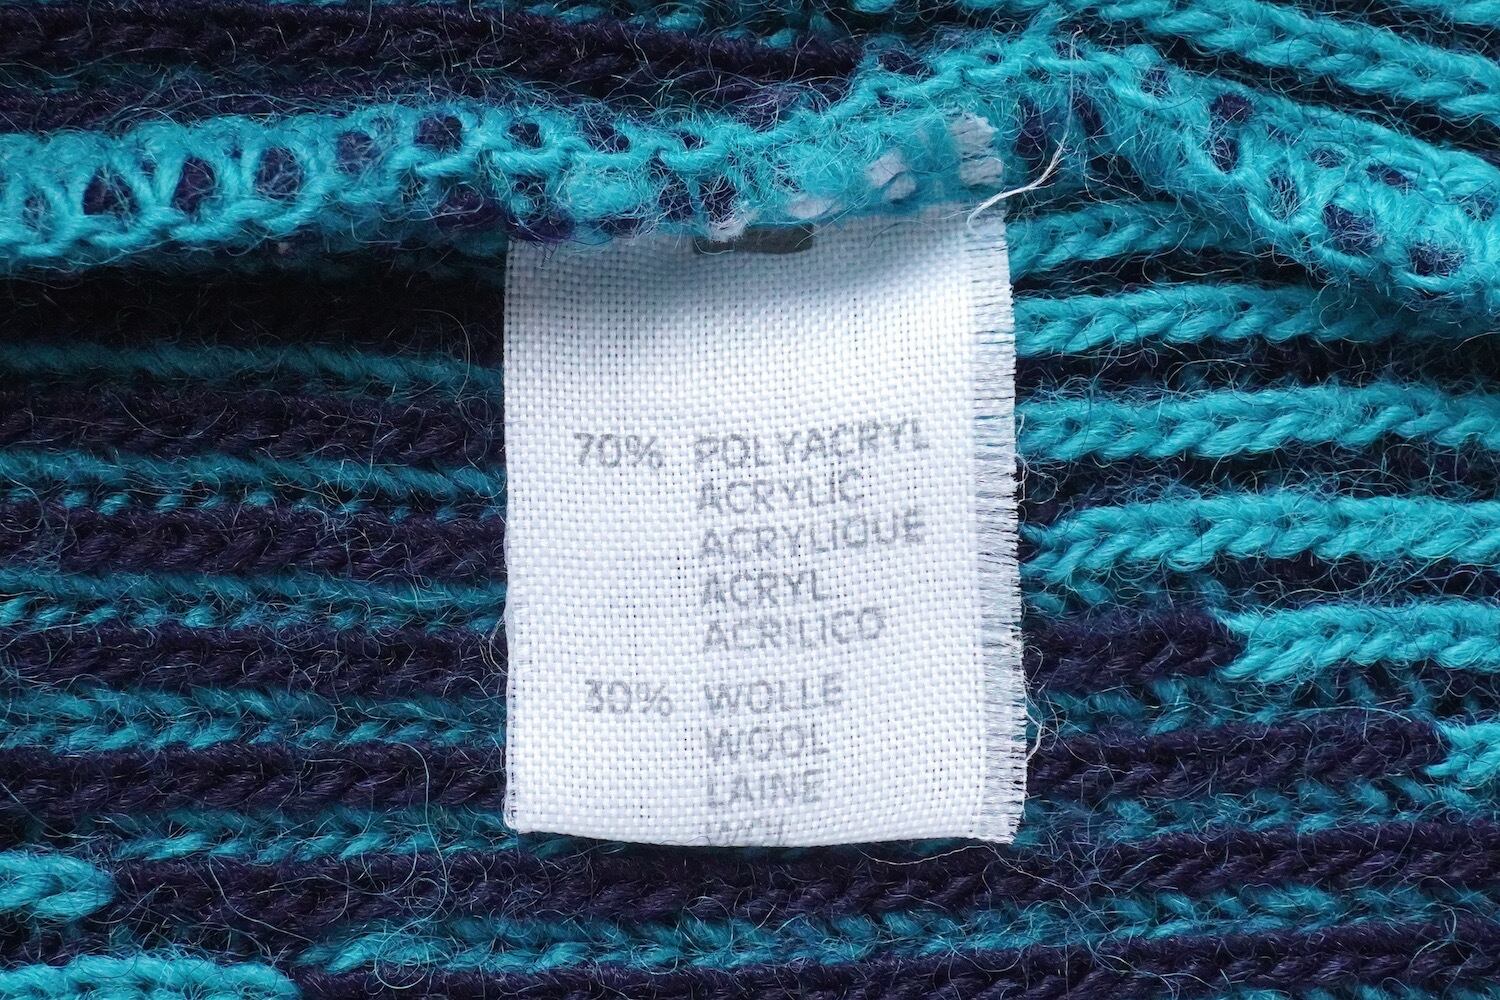 70% POLYACRYL
ACRYLIC
ACRYLIQUE
ACRYL
ACRILICO
30% WOLLE
WOOL
LAINE